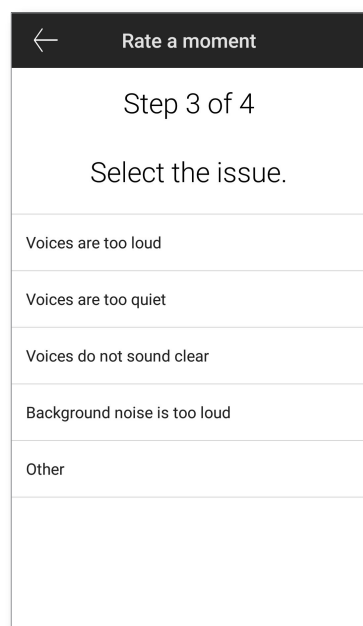 Rate a moment
Step 3 of 4
Select the issue.
Voices are too loud
Voices are too quiet
Voices do not sound clear
Background noise is too loud
Other